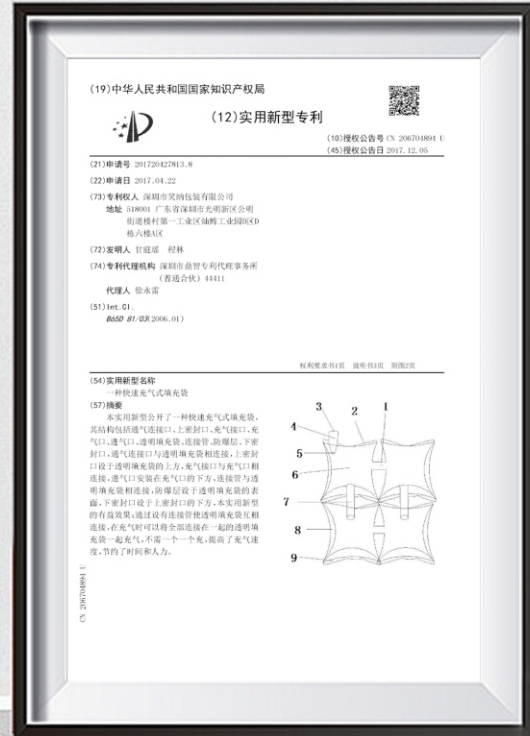 (19)中华人民共和国国家知识产权局
(12)实用新型专利
(10)授权公告号 CN 206704894 U
(45)授权公告日 2017.12.05
(21)申请号 201720427813.8
(22)申请日 2017.04.22
(73)专利权人 深圳市笑纳包装有限公司
地址 518001 广东省深圳市光明新区公明
街道楼村第一工业区灿腾工业园D区D
栋六楼A区
(72)发明人 甘庭瑶 程林
(74)专利代理机构 深圳市鼎智专利代理事务所
(普通合伙) 44411
代理人 徐永雷
(51)Int.Cl.
B65D 81/03(2006.01)
权利要求书1页 说明书3页 附图2页
(54)实用新型名称
一种快速充气式填充袋
(57)摘要
本实用新型公开了一种快速充气式填充袋,
其结构包括通气连接口、上密封口、充气接口、充
气口、通气口、透明填充袋、连接管、防爆层、下密
封口,通气连接口与透明填充袋相连接,上密封
口设于透明填充袋的上方,充气接口与充气口相
连接,透气口安装在充气口的下方,连接管与透
明填充袋相连接,防爆层设于透明填充袋的表
面,下密封口设于上密封口的下方,本实用新型
的有益效果:通过设有连接管使透明填充袋互相
连接,在充气时可以将全部连接在一起的透明填
充袋一起充气,不需一个一个充,提高了充气速
度,节约了时间和人力。
3
2
1
4
5
6
7
8
9
CN 206704894 U